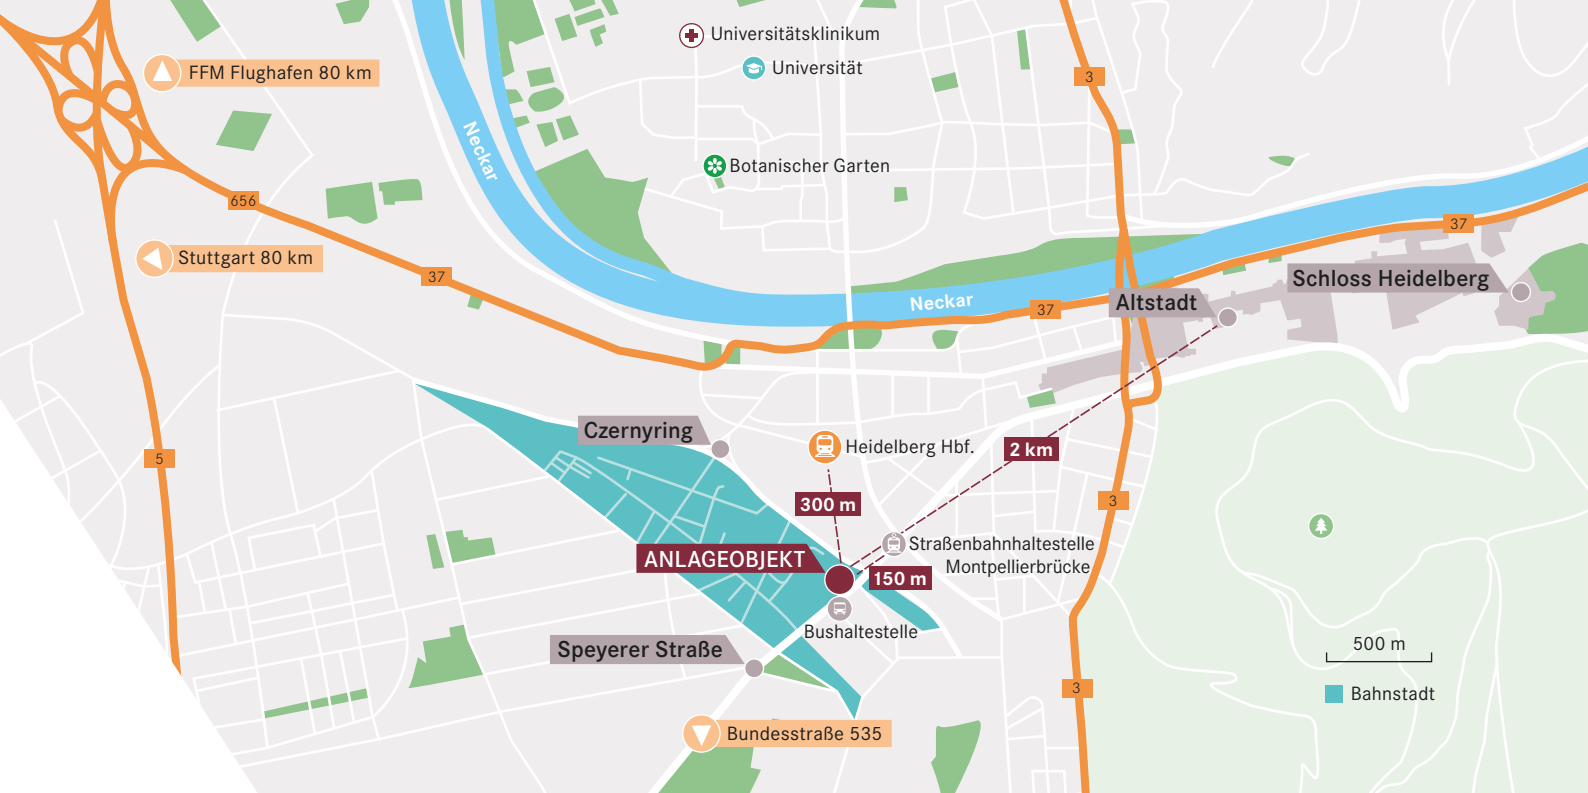 Universitätsklinikum
Universität
FFM Flughafen 80 km
3
Neckar
Botanischer Garten
656
37
Stuttgart 80 km
37
Schloss Heidelberg
Neckar
37
Altstadt
Czernyring
Heidelberg Hbf.
2 km
5
300 m
3
Straßenbahnhaltestelle
Montpellierbrücke
ANLAGEOBJEKT
150 m
Bushaltestelle
Speyerer Straße
500 m
3
Bahnstadt
Bundesstraße 535